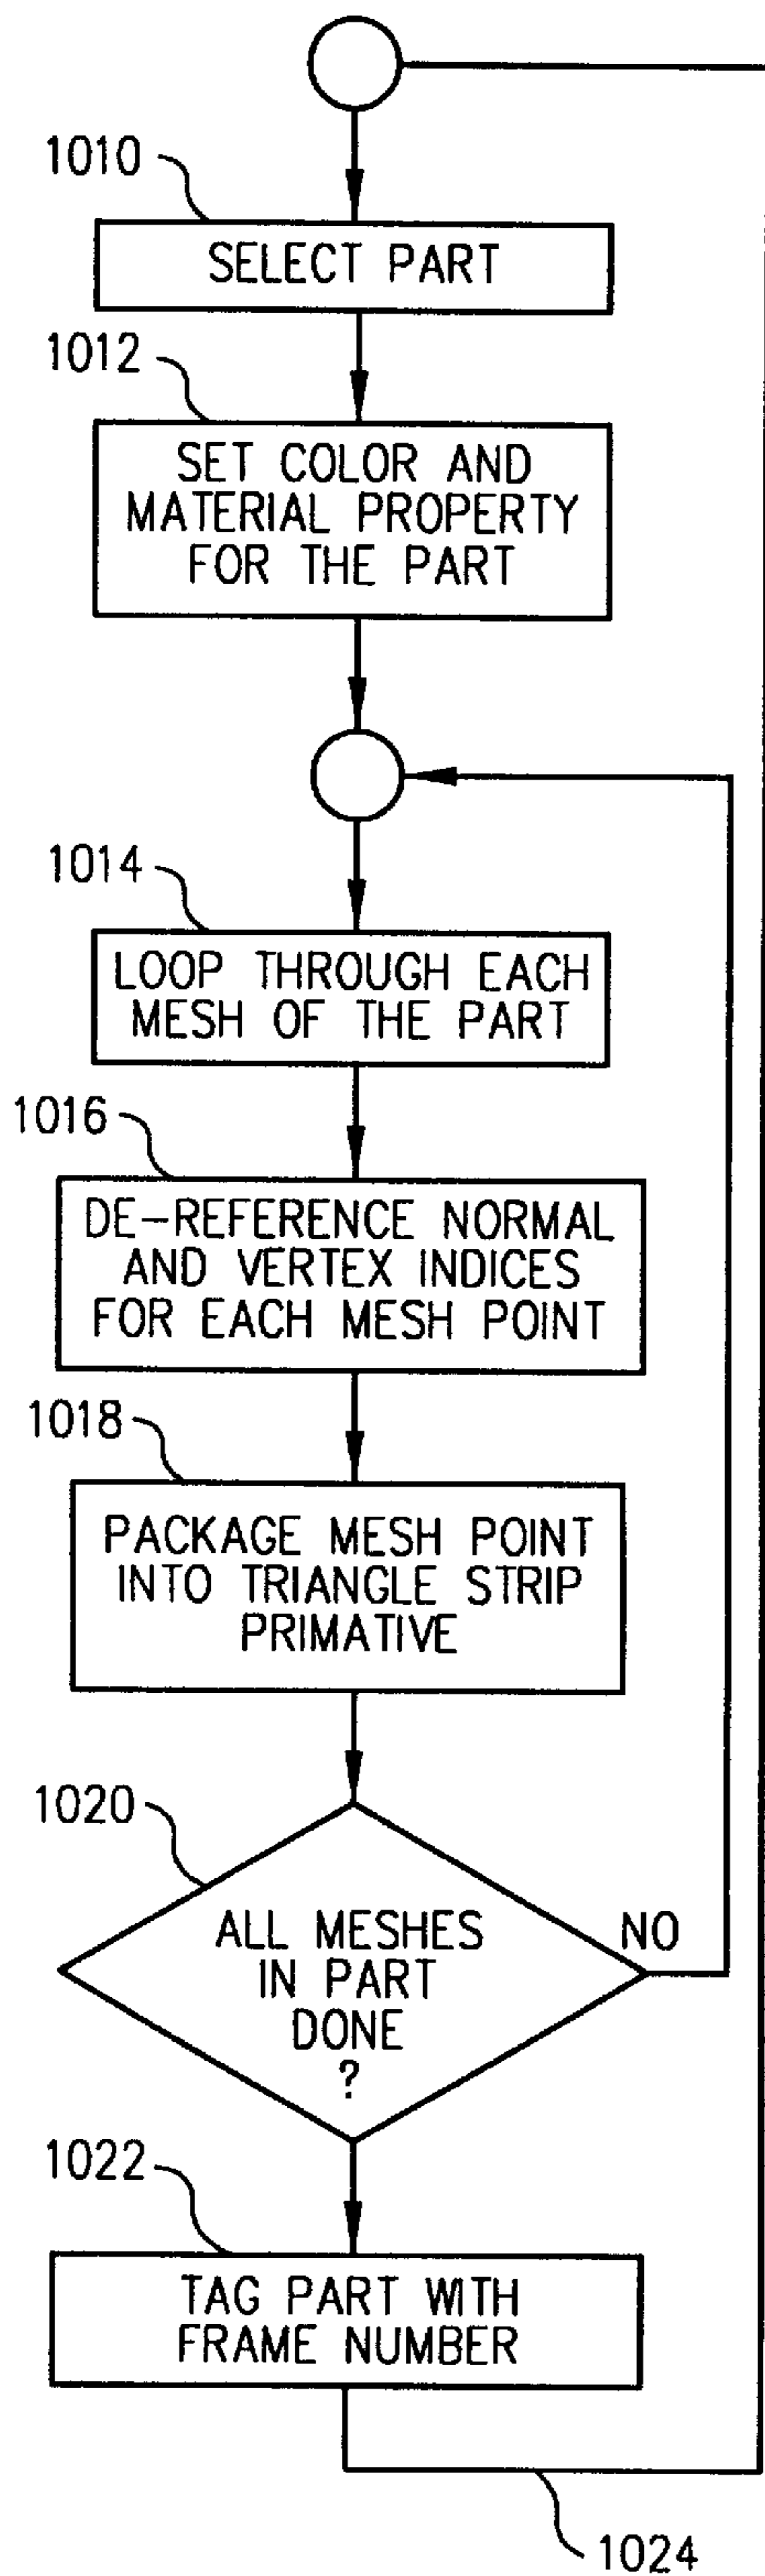 1010
SELECT PART
1012
SET COLOR AND
MATERIAL PROPERTY
FOR THE PART
1014
LOOP THROUGH EACH
MESH OF THE PART
1016
DE-REFERENCE NORMAL
AND VERTEX INDICES
FOR EACH MESH POINT
1018
PACKAGE MESH POINT
INTO TRIANGLE STRIP
PRIMATIVE
1020
ALL MESHES
IN PART
DONE
?
NO
1022
TAG PART WITH
FRAME NUMBER
1024